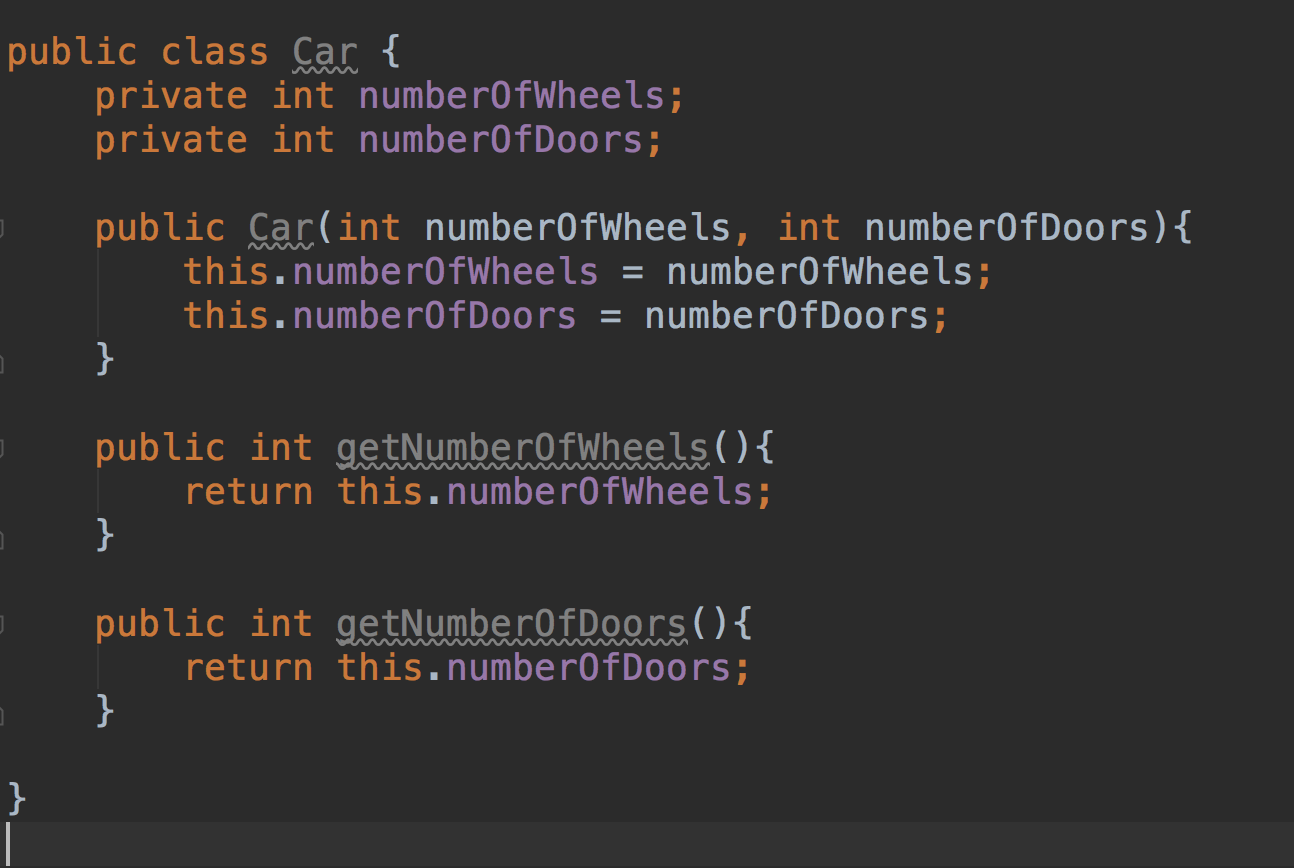 public class Car {
    private int numberOfWheels;
    private int numberOfDoors;

    public Car(int numberOfWheels, int numberOfDoors){
        this.numberOfWheels = numberOfWheels;
        this.numberOfDoors = numberOfDoors;
    }

    public int getNumberOfWheels(){
        return this.numberOfWheels;
    }

    public int getNumberOfDoors(){
        return this.numberOfDoors;
    }

}